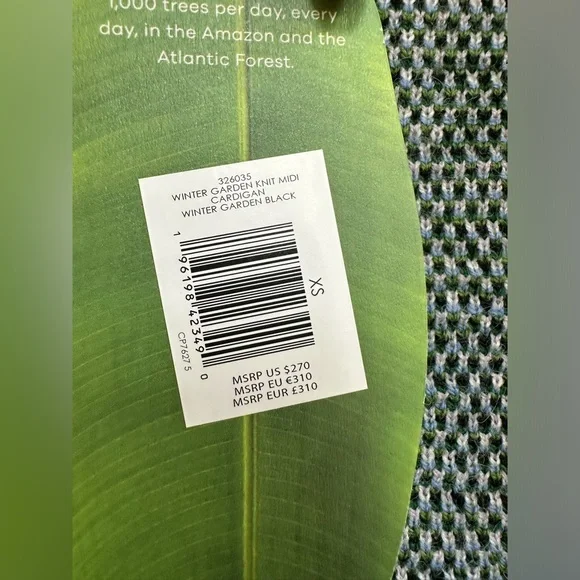 1,000 trees per day, every
day, in the Amazon and the
Atlantic Forest.
326035
WINTER GARDEN KNIT MIDI
CARDIGAN
WINTER GARDEN BLACK
1 96198 42349 0
XS
CP7627 5
MSRP US $270
MSRP EU €310
MSRP EUR £310